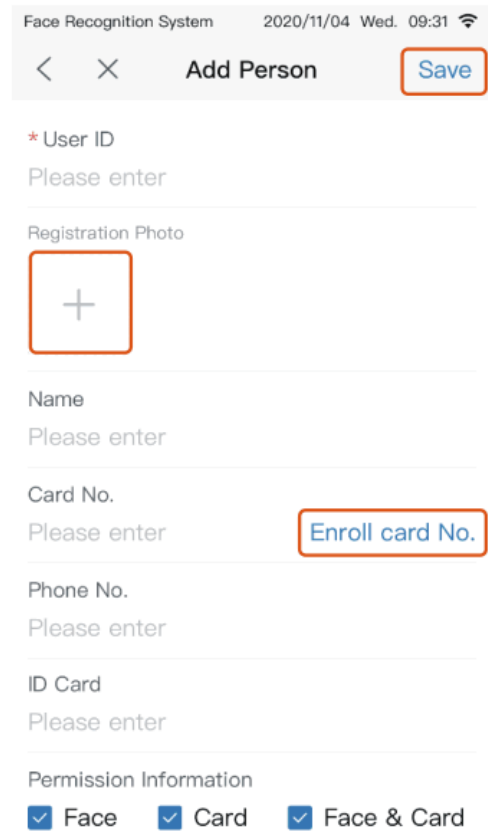 Face Recognition System 2020/11/04 Wed. 09:31
Add Person Save
* User ID
Please enter
Registration Photo
Name
Please enter
Card No.
Please enter Enroll card No.
Phone No.
Please enter
ID Card
Please enter
Permission Information
Face Card Face & Card